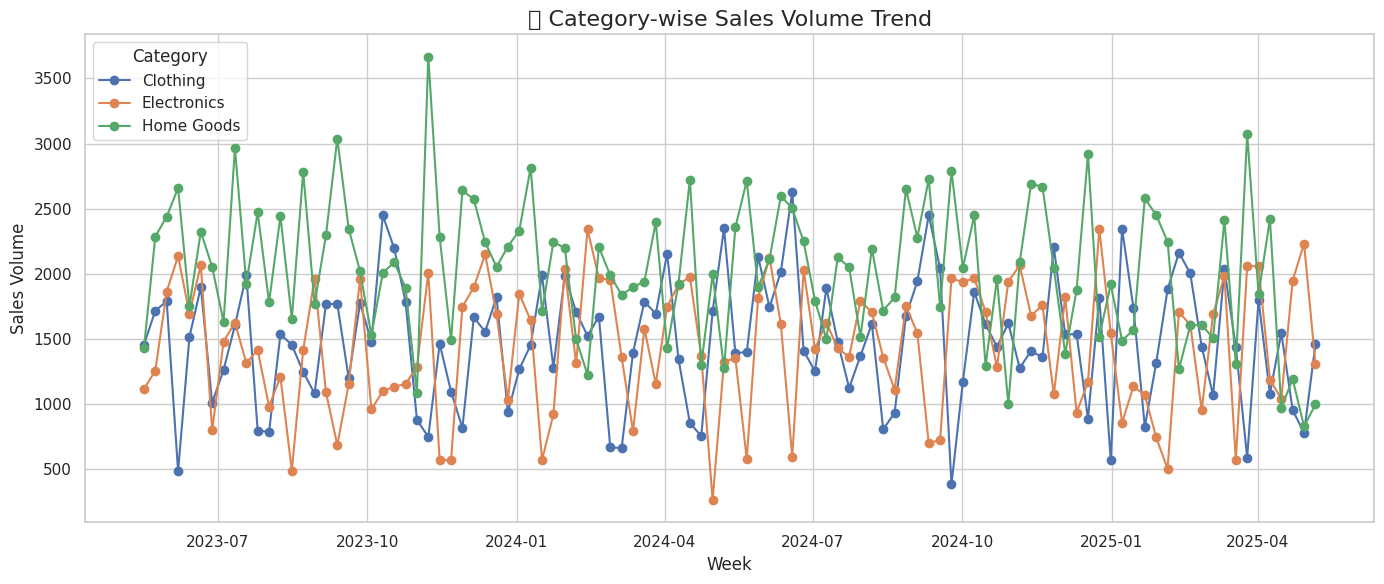 Category-wise Sales Volume Trend
Category
Clothing
Electronics
Home Goods
Sales Volume
3500
3000
2500
2000
1500
1000
500
2023-07
2023-10
2024-01
2024-04
2024-07
2024-10
2025-01
2025-04
Week